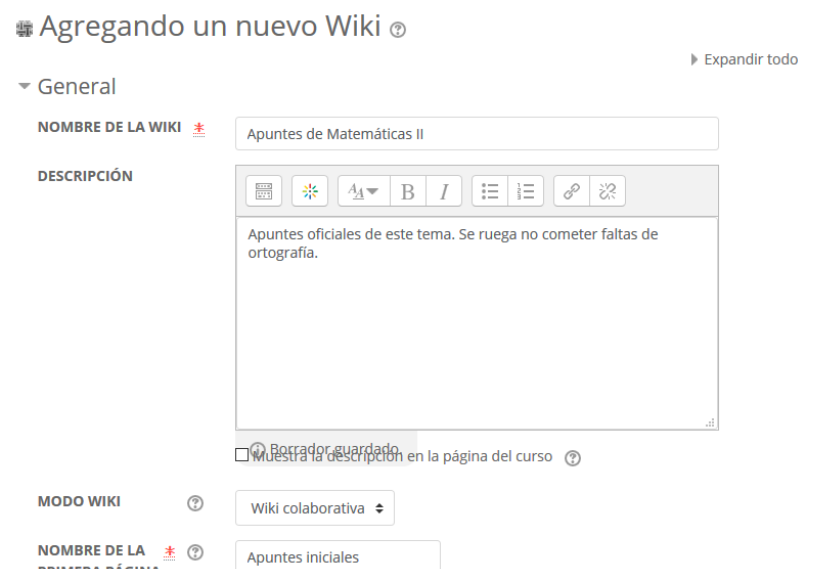 Agregando un nuevo Wiki
Expandir todo
General
NOMBRE DE LA WIKI
Apuntes de Matemáticas II
DESCRIPCIÓN
Apuntes oficiales de este tema. Se ruega no cometer faltas de
ortografía.
Borrador guardado.
Muestra la descripción en la página del curso
MODO WIKI
Wiki colaborativa
NOMBRE DE LA
Apuntes iniciales
PRIMERA PÁGINA